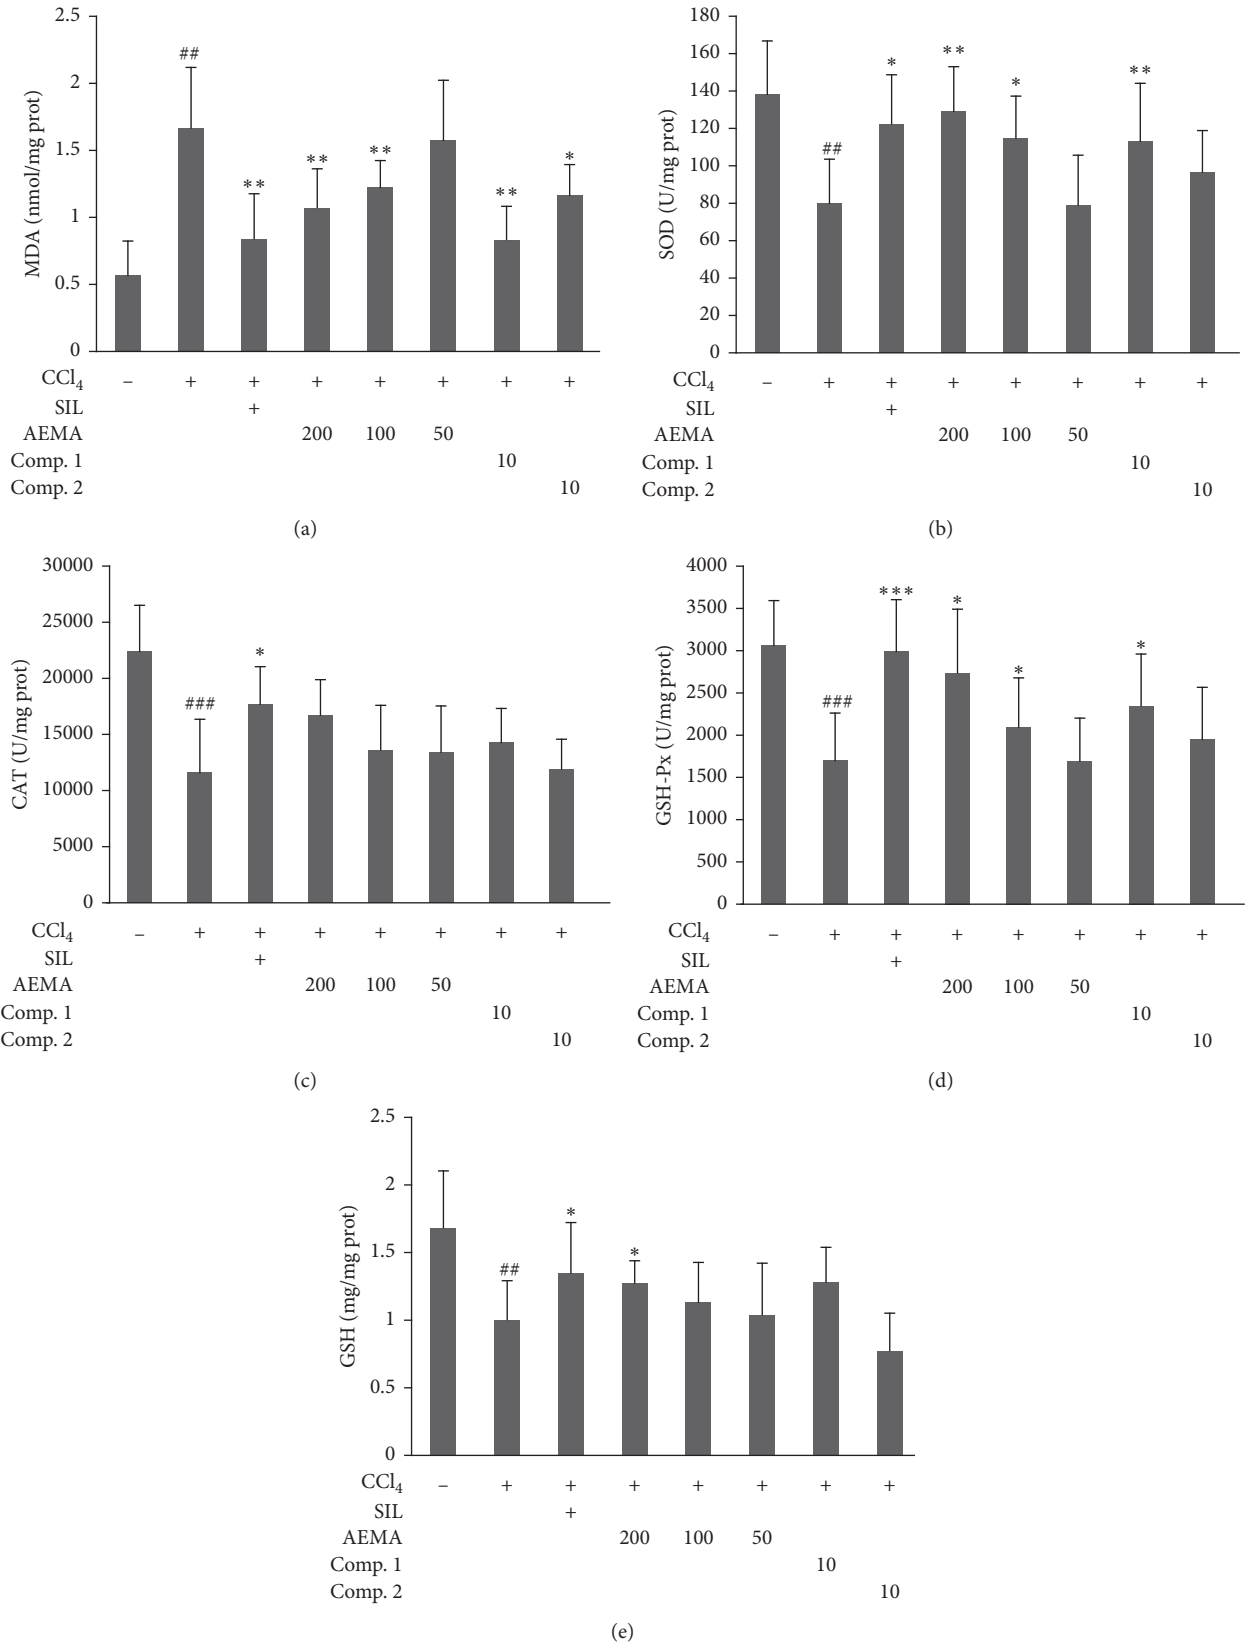 2.5
2
1.5
1
0.5
0
MDA (nmol/mg prot)
##
**
**
**
**
*
CCl4 – + + + + + + +
SIL +
AEMA 200 100 50
Comp. 1 10
Comp. 2 10
(a)
180
160
140
120
100
80
60
40
20
0
SOD (U/mg prot)
##
*
**
*
**
CCl4 – + + + + + + +
SIL +
AEMA 200 100 50
Comp. 1 10
Comp. 2 10
(b)
30000
25000
20000
15000
10000
5000
0
CAT (U/mg prot)
###
*
CCl4 – + + + + + + +
SIL +
AEMA 200 100 50
Comp. 1 10
Comp. 2 10
(c)
4000
3500
3000
2500
2000
1500
1000
500
0
GSH-Px (U/mg prot)
###
***
*
*
*
CCl4 – + + + + + + +
SIL +
AEMA 200 100 50
Comp. 1 10
Comp. 2 10
(d)
2.5
2
1.5
1
0.5
0
GSH (mg/mg prot)
##
*
*
CCl4 – + + + + + + +
SIL +
AEMA 200 100 50
Comp. 1 10
Comp. 2 10
(e)